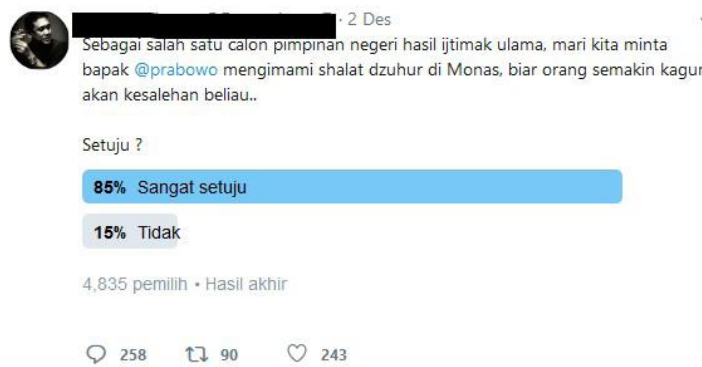 · 2 Des
Sebagai salah satu calon pimpinan negeri hasil ijtimak ulama, mari kita minta
bapak @prabowo mengimami shalat dzuhur di Monas, biar orang semakin kagum
akan kesalehan beliau..
Setuju ?
85% Sangat setuju
15% Tidak
4,835 pemilih • Hasil akhir
258 90 243